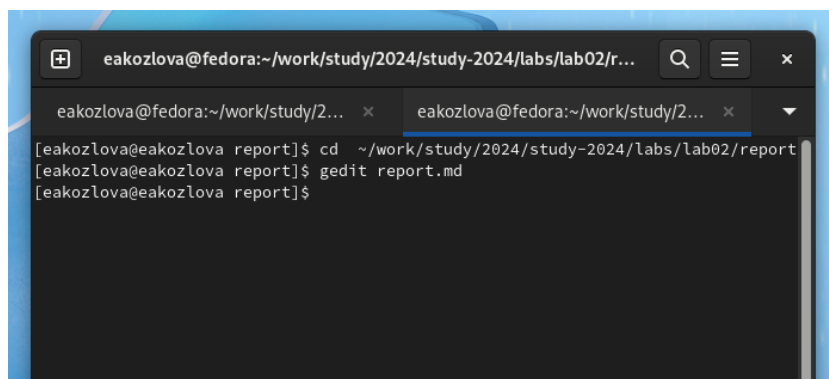 eakozlova@fedora:~/work/study/2024/study-2024/labs/lab02/r...
eakozlova@fedora:~/work/study/2... × eakozlova@fedora:~/work/study/2... ×
[eakozlova@eakozlova report]$ cd  ~/work/study/2024/study-2024/labs/lab02/report
[eakozlova@eakozlova report]$ gedit report.md
[eakozlova@eakozlova report]$